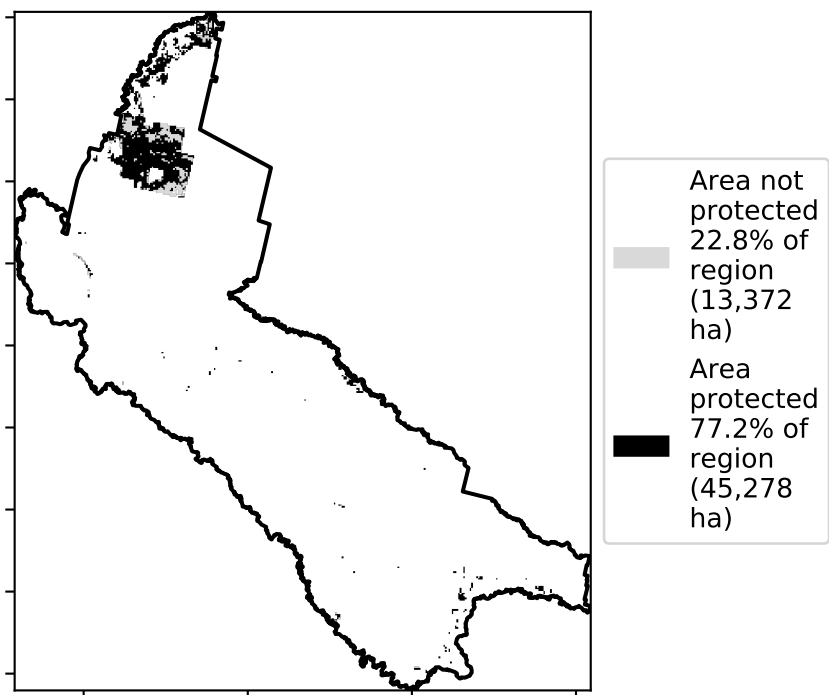 Area not
protected
22.8% of
region
(13,372
ha)
Area
protected
77.2% of
region
(45,278
ha)